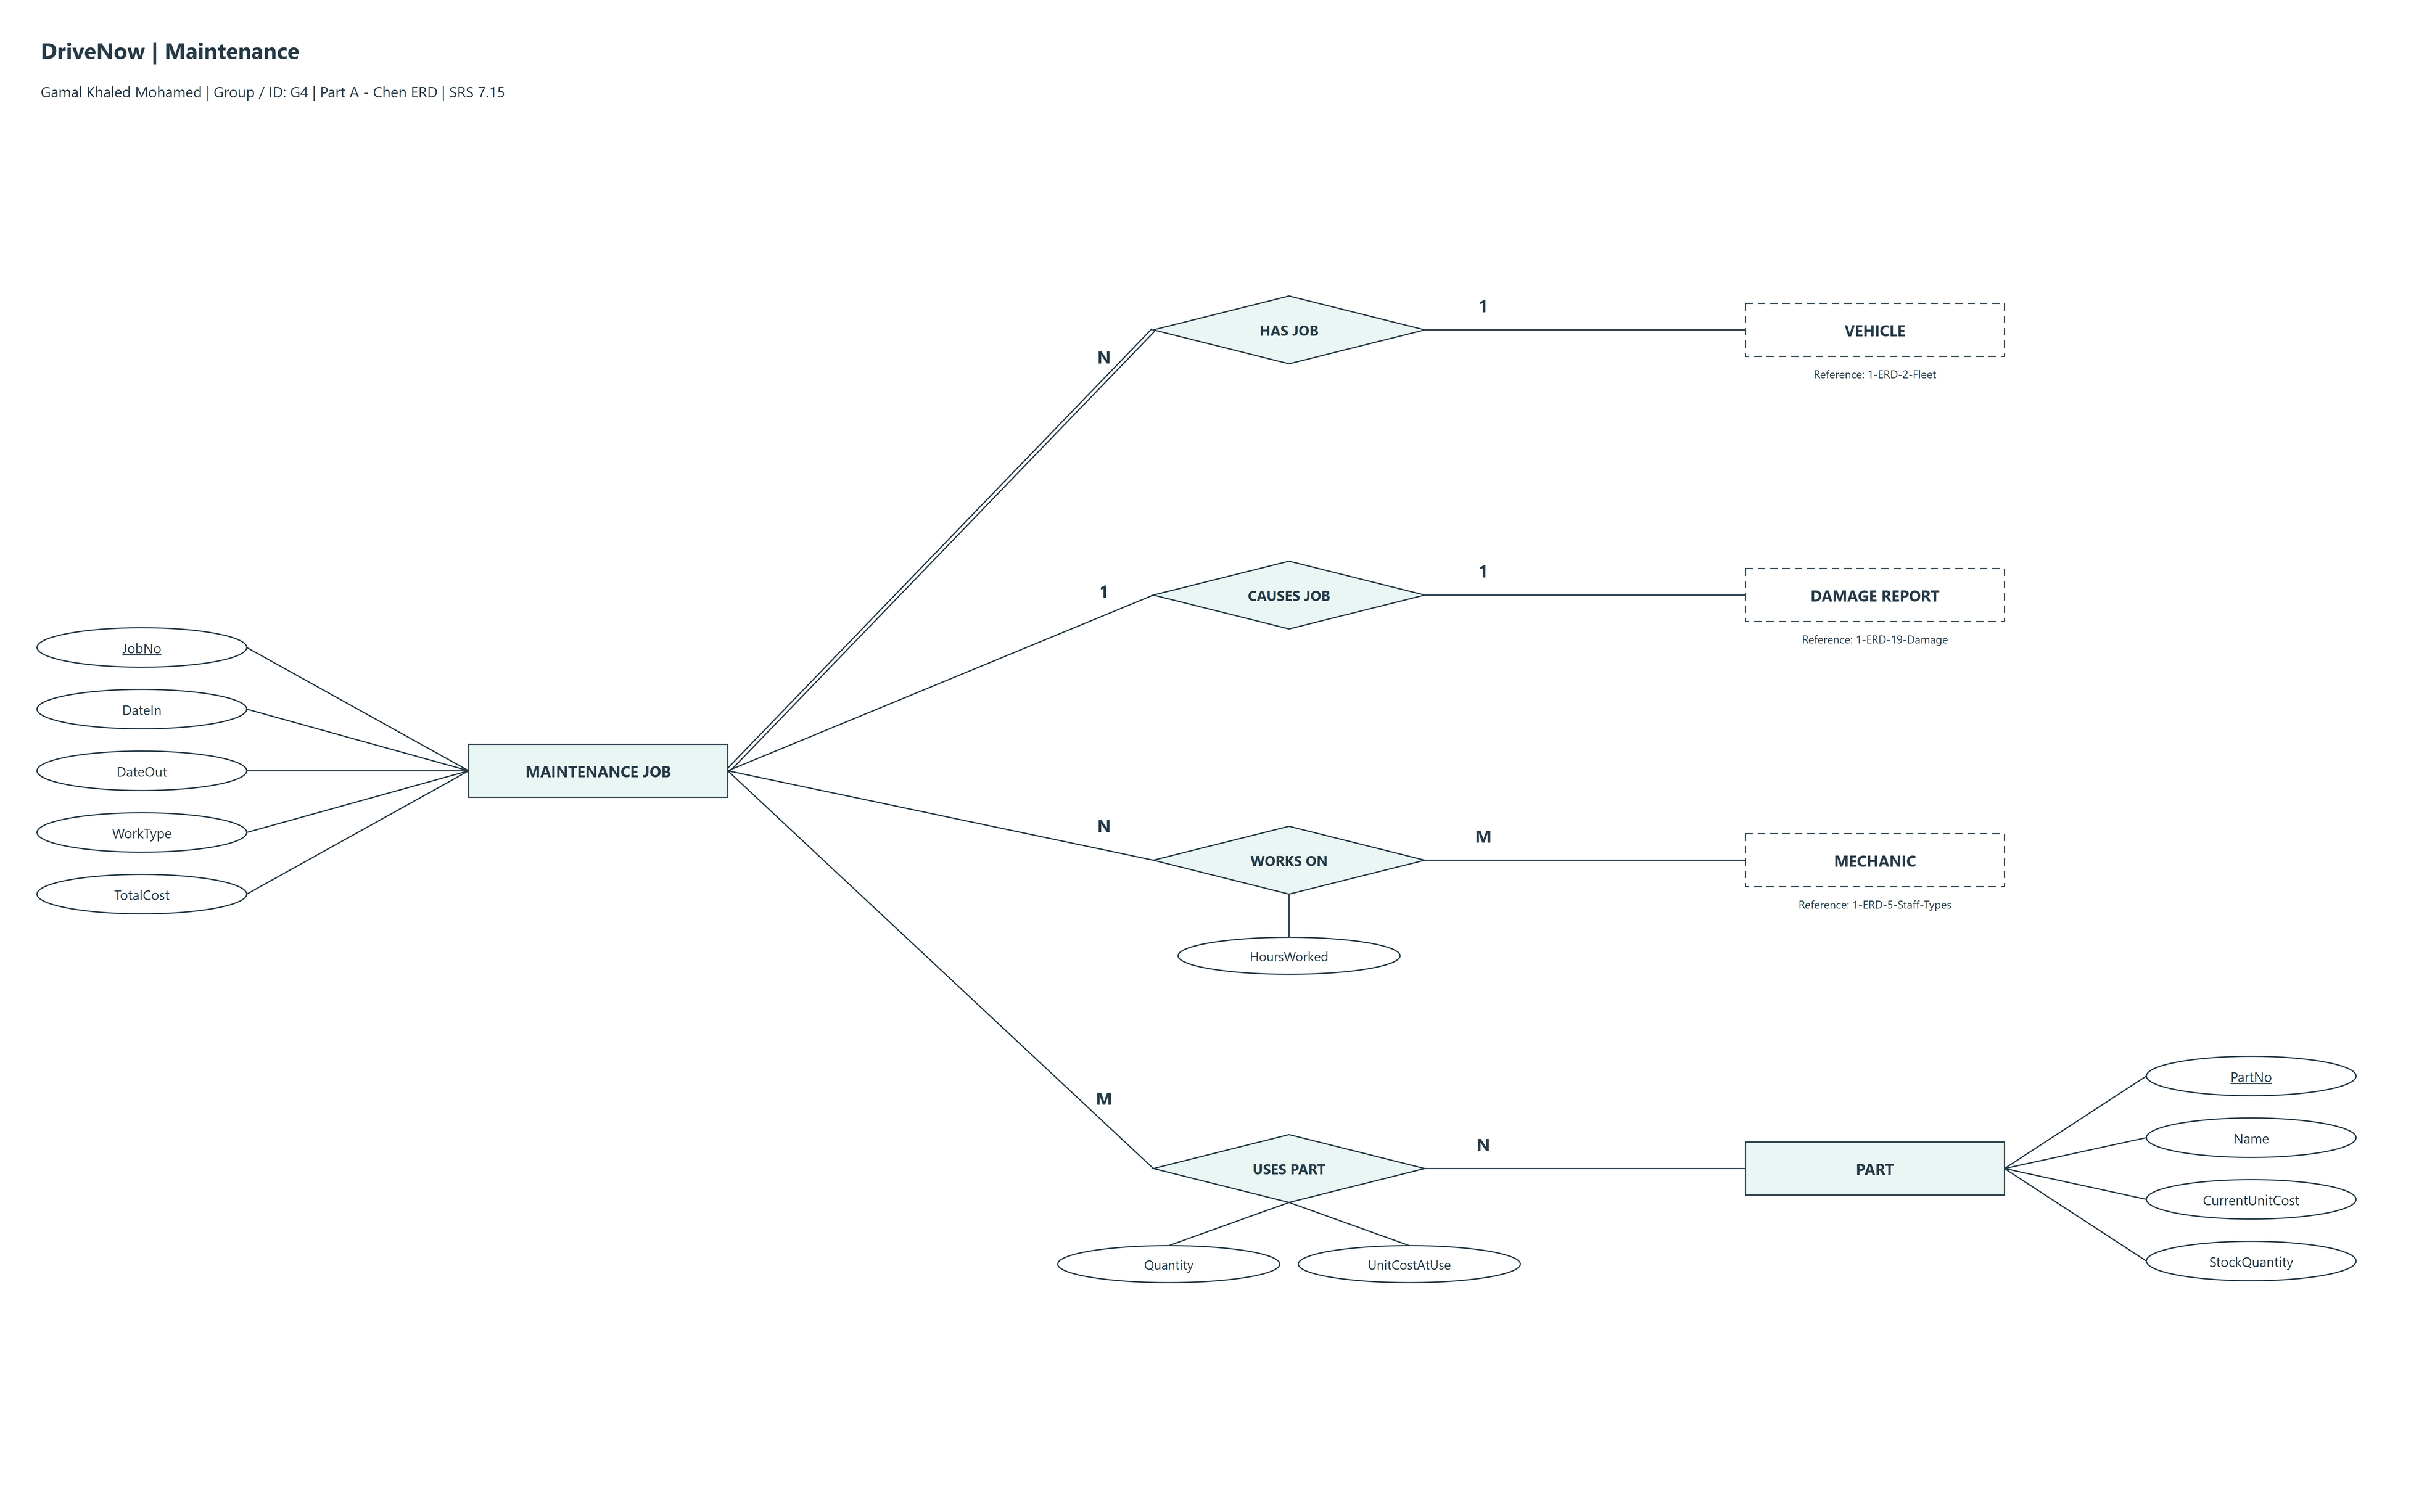 DriveNow | Maintenance
Gamal Khaled Mohamed | Group / ID: G4 | Part A - Chen ERD | SRS 7.15
HAS JOB
1
VEHICLE
N
Reference: 1-ERD-2-Fleet
1
CAUSES JOB
1
DAMAGE REPORT
Reference: 1-ERD-19-Damage
JobNo
DateIn
DateOut
WorkType
TotalCost
MAINTENANCE JOB
N
WORKS ON
M
MECHANIC
Reference: 1-ERD-5-Staff-Types
HoursWorked
M
USES PART
N
PART
Quantity
UnitCostAtUse
PartNo
Name
CurrentUnitCost
StockQuantity